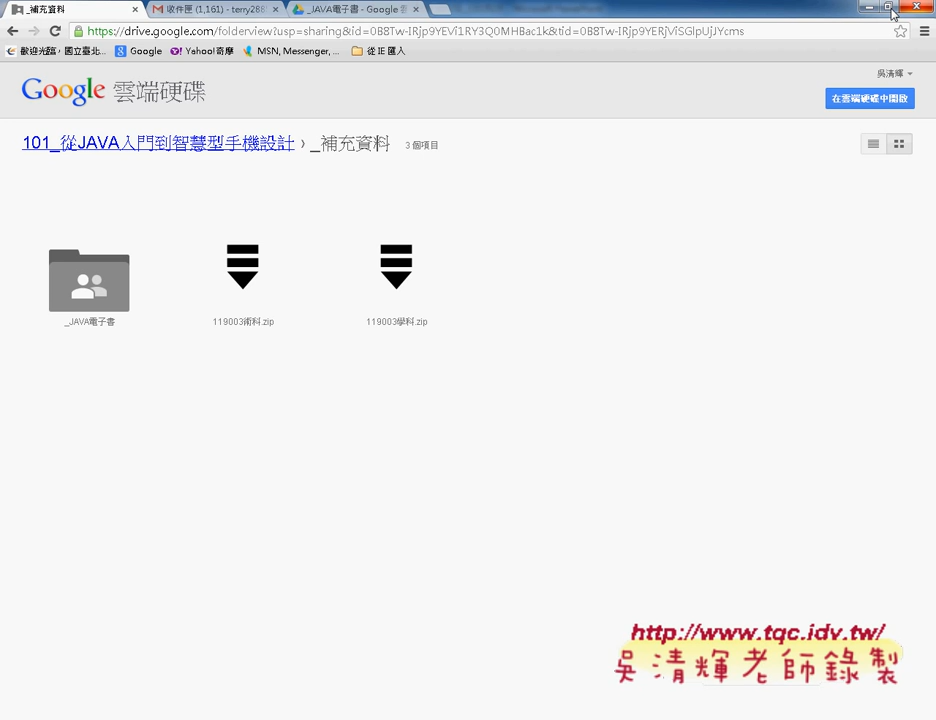 _補充資料
收件匣 (1,161) - terry288
_JAVA電子書 - Google 雲
https://drive.google.com/folderview?usp=sharing&id=0B8Tw-IRjp9YEVi1RY3Q0MHBac1k&tid=0B8Tw-IRjp9YERjViSGlpUjJYcms
歡迎光臨，國立臺北...
Google
Yahoo!奇摩
MSN, Messenger, ...
從 IE 匯入
吳清輝
Google 雲端硬碟
在雲端硬碟中開啟
101_從JAVA入門到智慧型手機設計 › _補充資料 3 個項目
_JAVA電子書
119003術科.zip
119003學科.zip
http://www.tqc.idv.tw/
吳清輝老師錄製